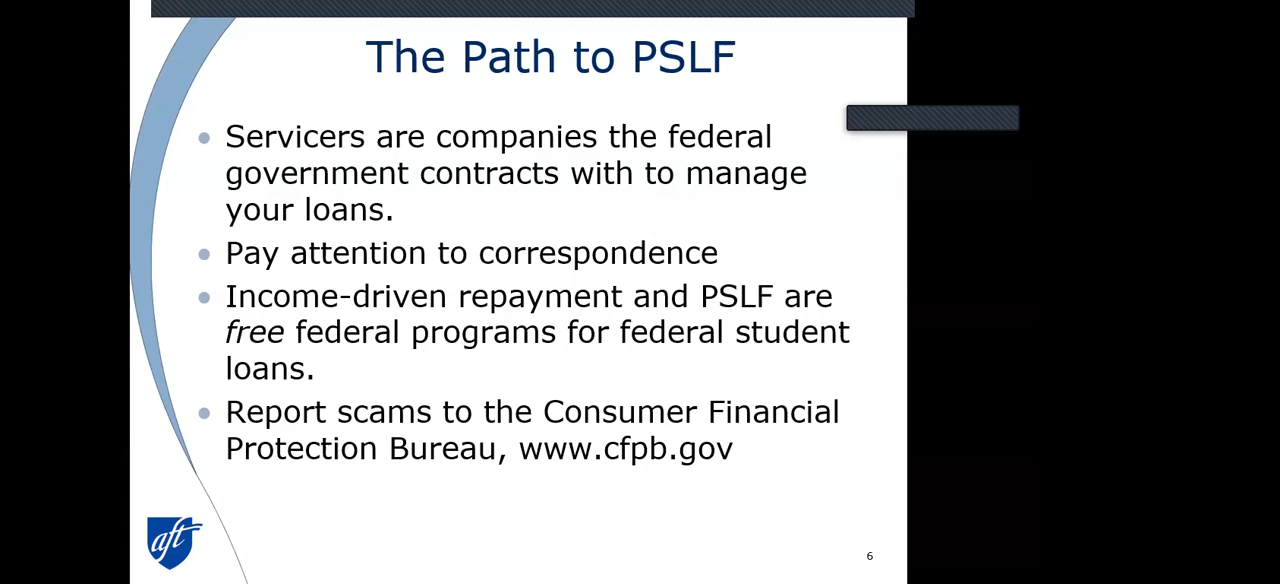 The Path to PSLF
Servicers are companies the federal
government contracts with to manage
your loans.
Pay attention to correspondence
Income-driven repayment and PSLF are
free federal programs for federal student
loans.
Report scams to the Consumer Financial
Protection Bureau, www.cfpb.gov
aft
6